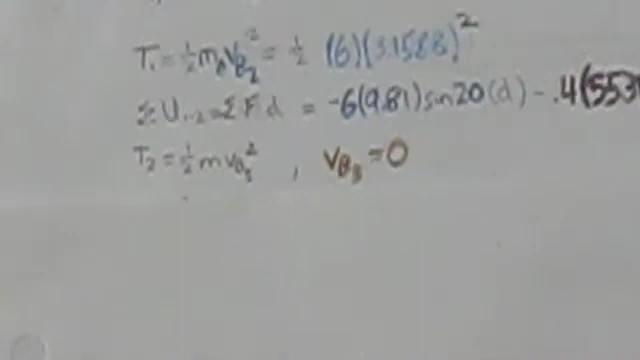 T₁ = ½ m_B v_B₂² = ½ (6)(3.1588)²
ΣU₁₋₂ = ΣF d = -6(9.81) sin20 (d) - .4(553
T₂ = ½ m v_B₃² , v_B₃ = 0